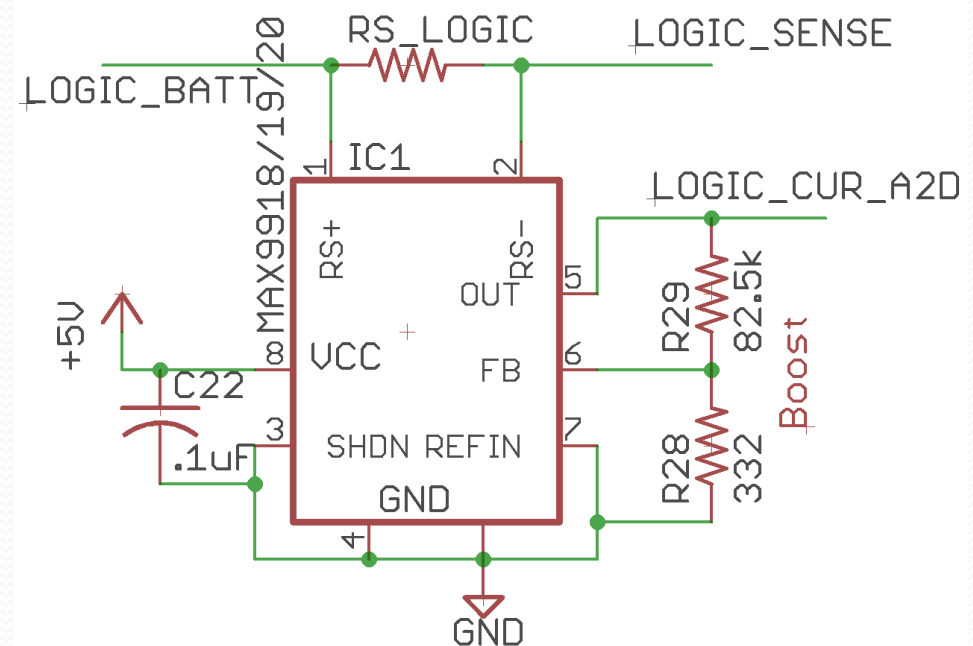 RS_LOGIC
LOGIC_SENSE
LOGIC_BATT
MAX9918/19/20
1
IC1
2
LOGIC_CUR_A2D
RS+
RS-
5
OUT
R29
82.5k
+5V
8
VCC
6
FB
C22
Boost
3
.1uF
SHDN
REFIN
7
R28
332
GND
4
GND